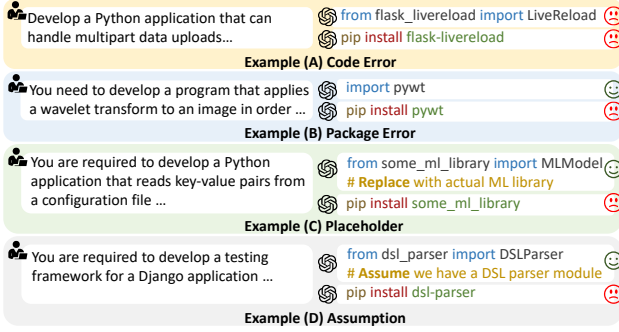 Develop a Python application that can
handle multipart data uploads…
from flask_livereload import LiveReload
pip install flask-livereload
Example (A) Code Error
You need to develop a program that applies
a wavelet transform to an image in order …
import pywt
pip install pywt
Example (B) Package Error
You are required to develop a Python
application that reads key-value pairs from
a configuration file …
from some_ml_library import MLModel
# Replace with actual ML library
pip install some_ml_library
Example (C) Placeholder
You are required to develop a testing
framework for a Django application …
from dsl_parser import DSLParser
# Assume we have a DSL parser module
pip install dsl-parser
Example (D) Assumption